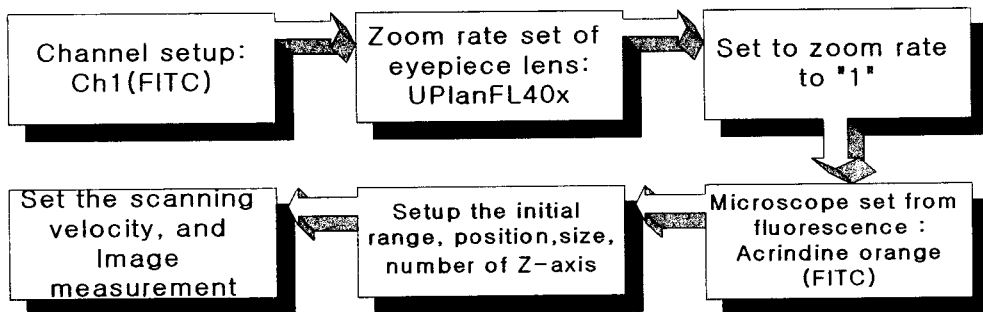 Channel setup:
Ch1(FITC)
Zoom rate set of
eyepiece lens:
UPlanFL40x
Set to zoom rate
to "1"
Microscope set from
fluorescence :
Acrindine orange
(FITC)
Setup the initial
range, position,size,
number of Z-axis
Set the scanning
velocity, and
Image
measurement